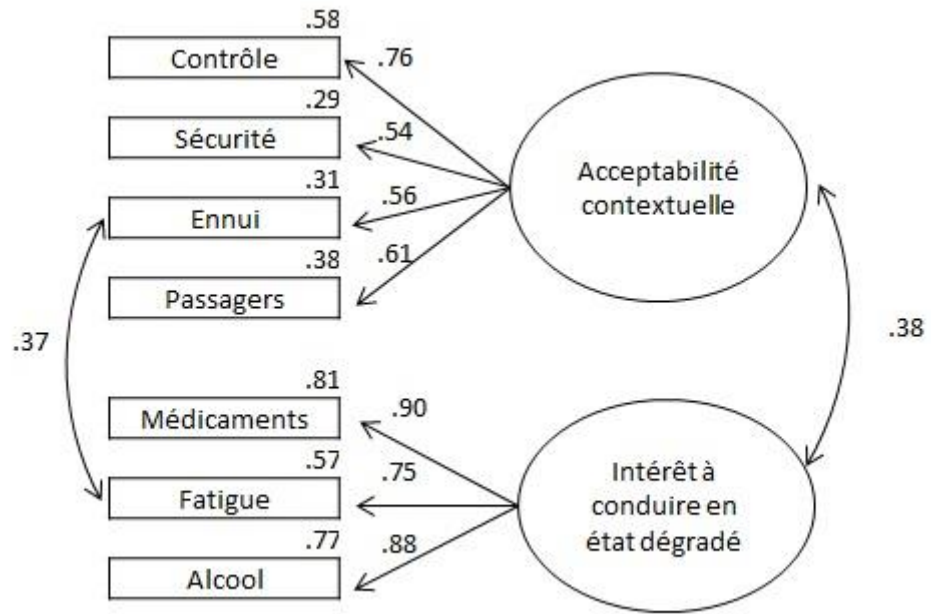 .58
Contrôle
.76
.29
Sécurité
.54
.31
Ennui
.56
.38
Passagers
.61
Acceptabilité
contextuelle
.37
.38
.81
Médicaments
.90
.57
Fatigue
.75
.77
Alcool
.88
Intérêt à
conduire en
état dégradé